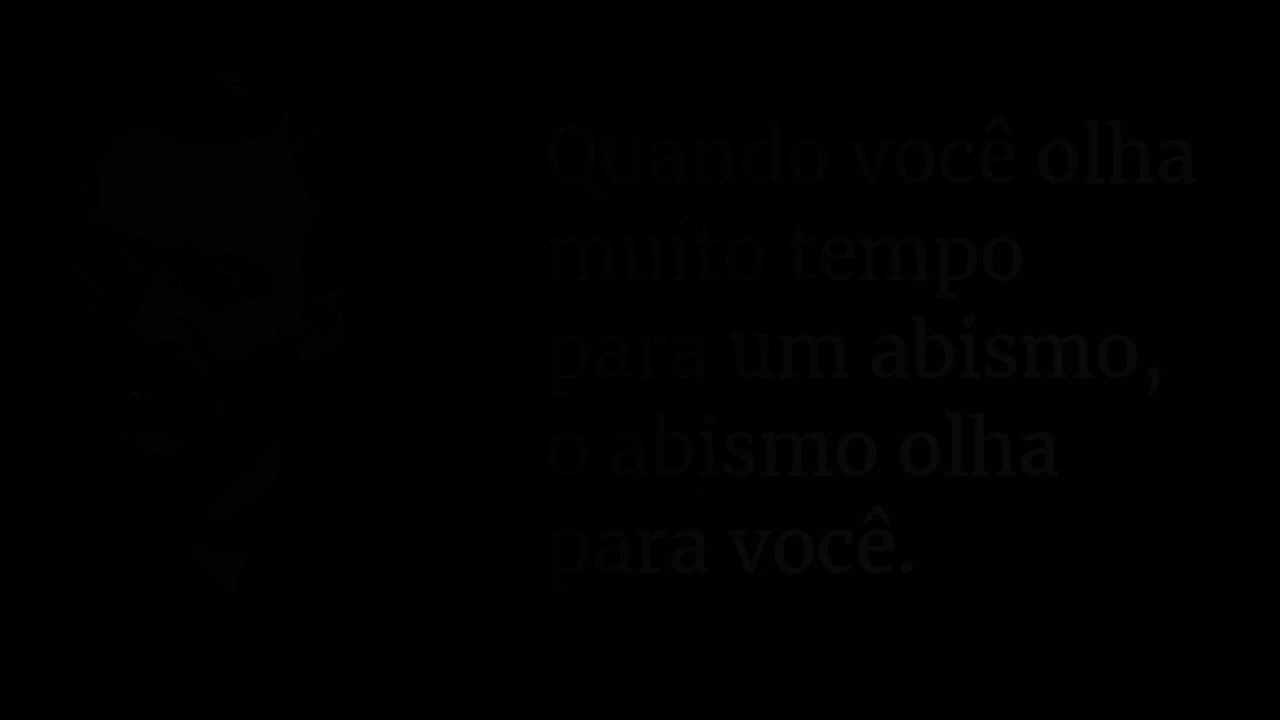 Quando você olha
muito tempo
para um abismo,
o abismo olha
para você.